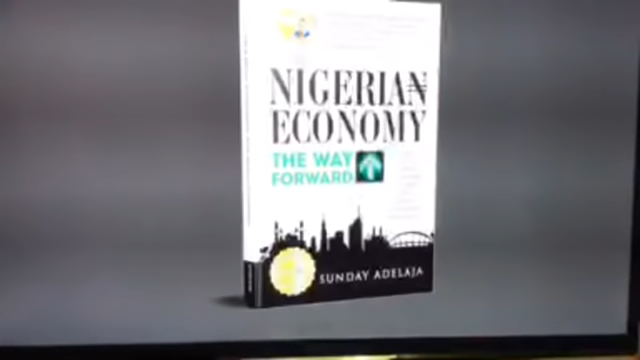 NIGERIAN
ECONOMY
THE WAY
FORWARD
SUNDAY ADELAJA